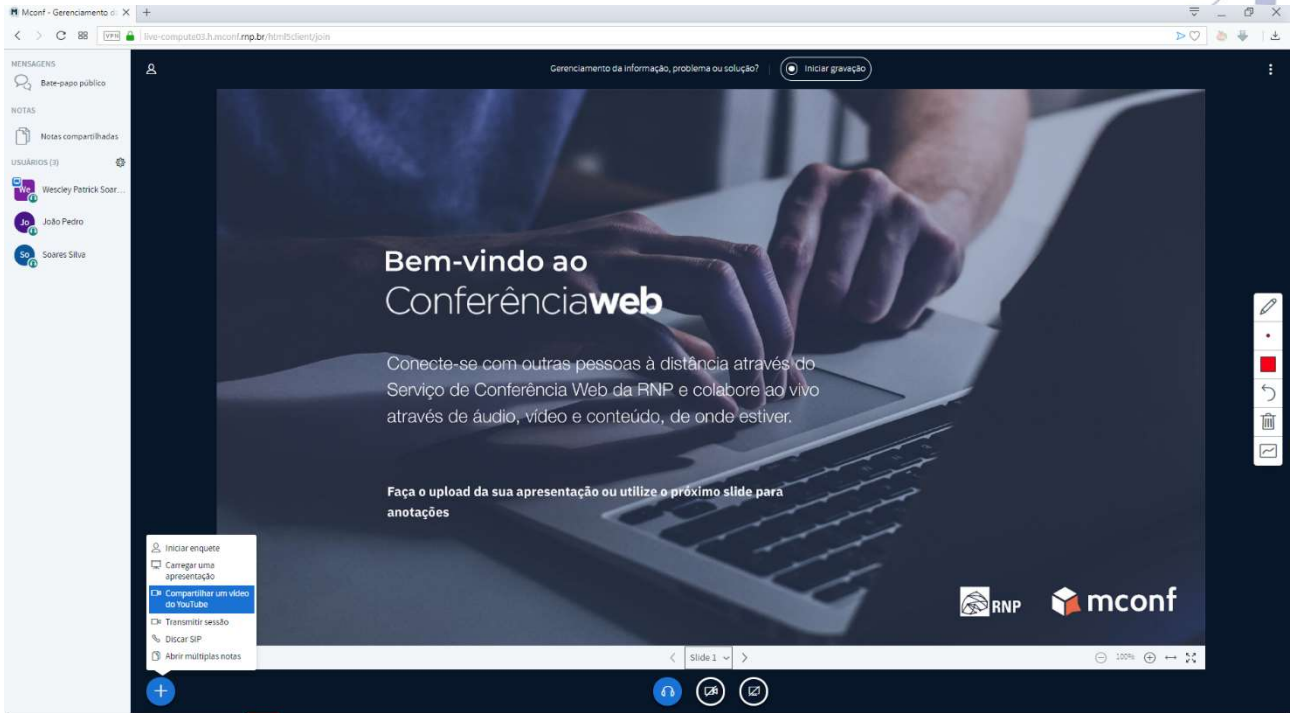 Mconf - Gerenciamento d
VPN
live-compute03.h.mconf.rnp.br/html5client/join
MENSAGENS
Bate-papo público
NOTAS
Notas compartilhadas
USUÁRIOS (3)
We
Wescley Patrick Soar...
Jo
João Pedro
So
Soares Silva
Gerenciamento da informação, problema ou solução?
Iniciar gravação
Bem-vindo ao
Conferênciaweb
Conecte-se com outras pessoas à distância através do
Serviço de Conferência Web da RNP e colabore ao vivo
através de áudio, vídeo e conteúdo, de onde estiver.
Faça o upload da sua apresentação ou utilize o próximo slide para
anotações
RNP
mconf
Iniciar enquete
Carregar uma
apresentação
Compartilhar um vídeo
do YouTube
Transmitir sessão
Discar SIP
Abrir múltiplas notas
Slide 1
100%